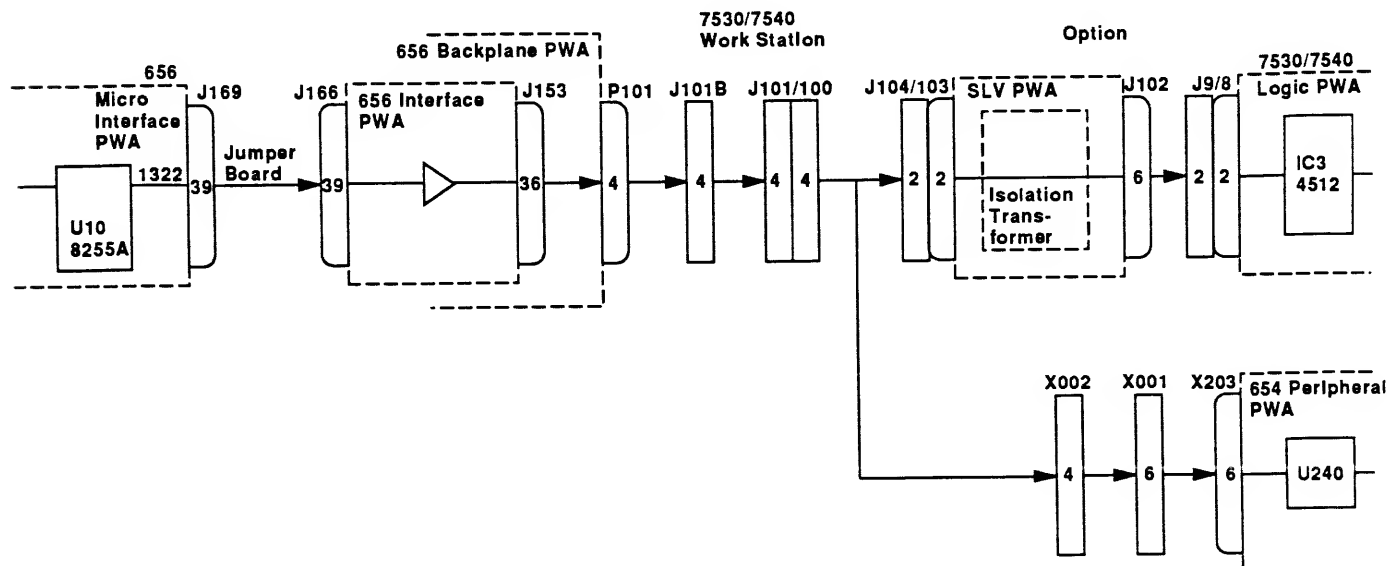 7530/7540
Work Station
Option
656 Backplane PWA
656
J169
Micro
Interface
PWA
1322
39
U10
8255A
Jumper
Board
J166
39
656 Interface
PWA
J153
36
P101
4
J101B
4
J101/100
4 4
J104/103
2 2
SLV PWA
Isolation
Trans-
former
J102
6
J9/8
2 2
7530/7540
Logic PWA
IC3
4512
X002
4
X001
6
X203
6
654 Peripheral
PWA
U240